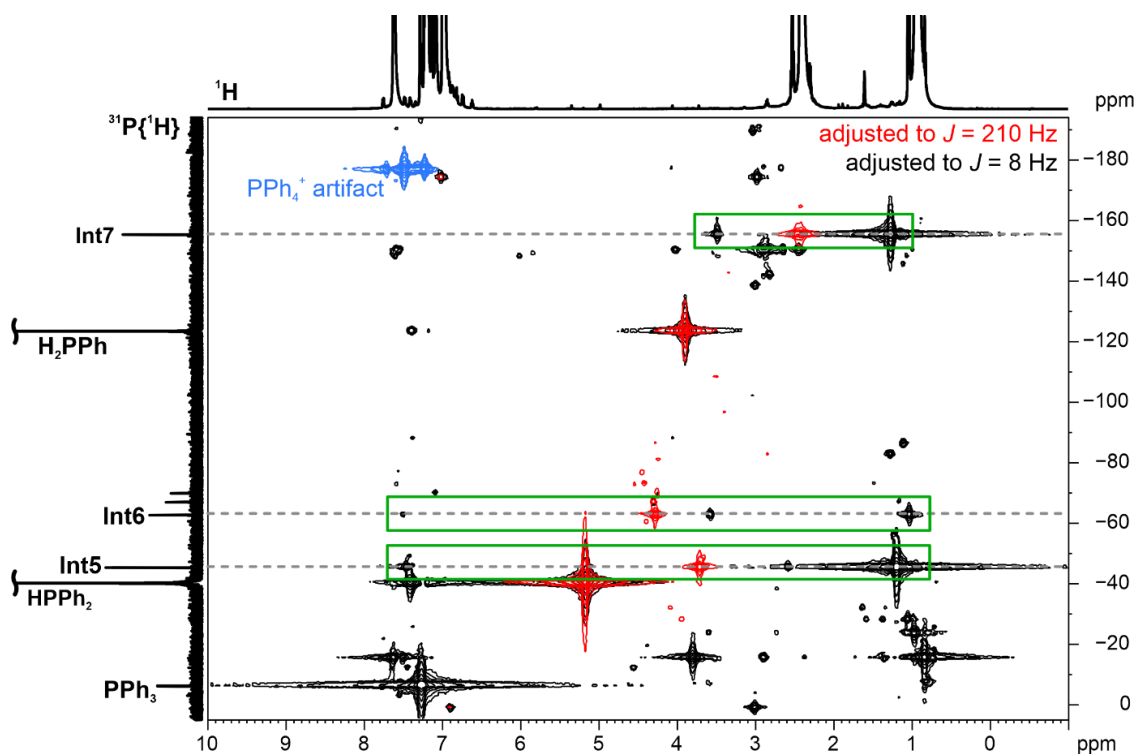 ¹H
ppm
³¹P{¹H}
adjusted to J = 210 Hz
adjusted to J = 8 Hz
PPh₄⁺ artifact
−180
Int7
−160
−140
H₂PPh
−120
−100
−80
Int6
−60
Int5
HPPh₂
−40
−20
PPh₃
0
10 9 8 7 6 5 4 3 2 1 0 ppm